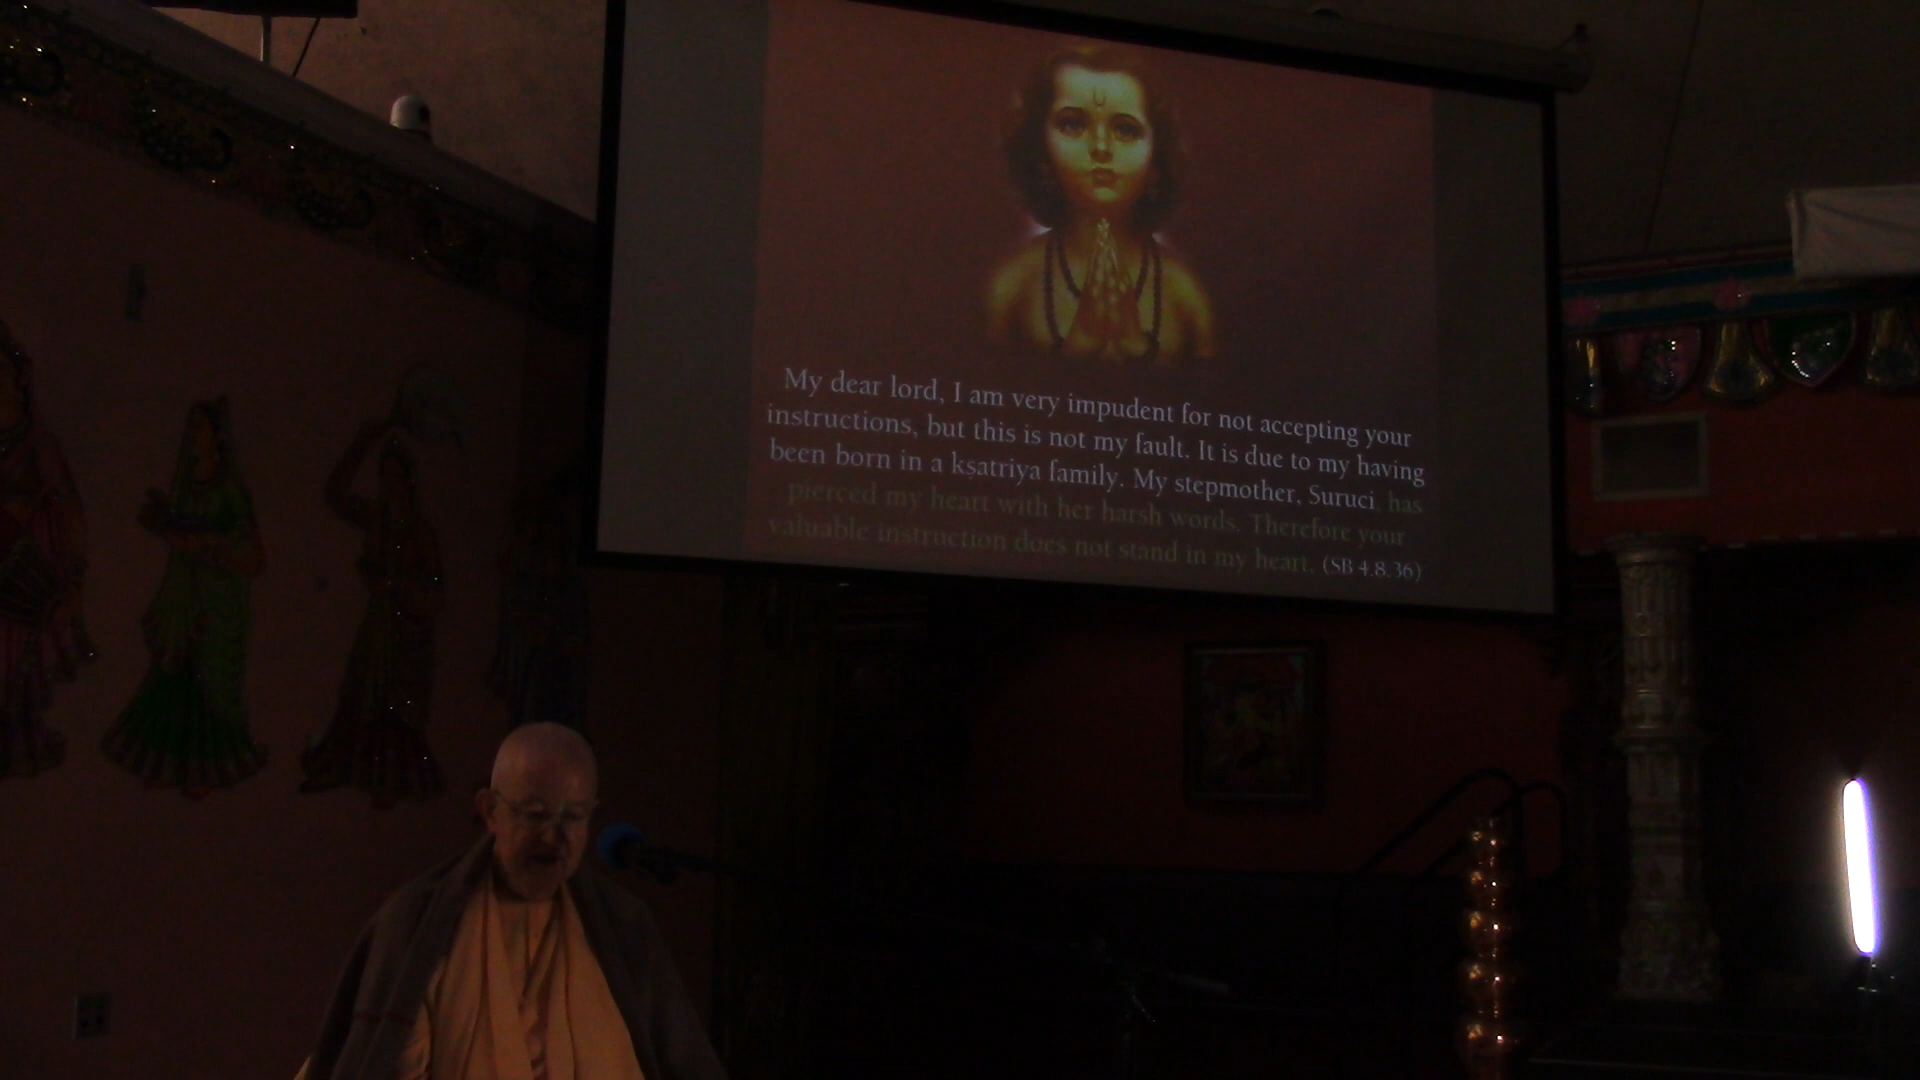 My dear lord, I am very impudent for not accepting your
instructions, but this is not my fault. It is due to my having
been born in a kṣatriya family. My stepmother, Suruci, has
pierced my heart with her harsh words. Therefore your
valuable instruction does not stand in my heart. (SB 4.8.36)